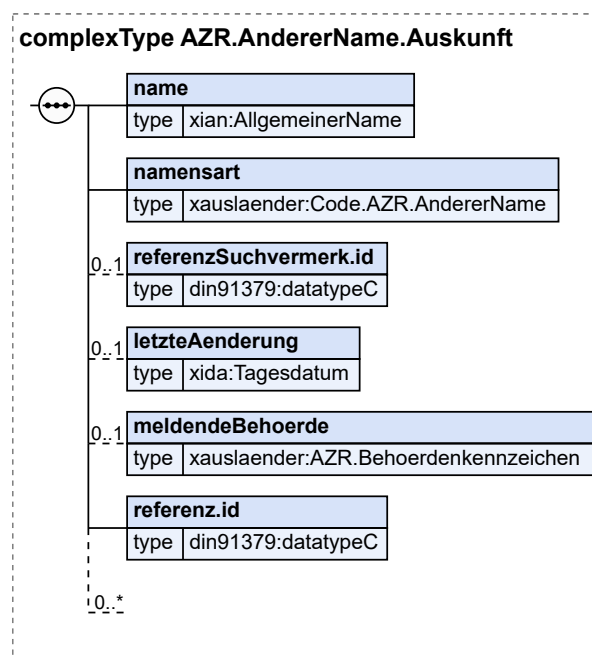 complexType AZR.AndererName.Auskunft
name
type xian:AllgemeinerName
namensart
type xauslaender:Code.AZR.AndererName
0..1 referenzSuchvermerk.id
type din91379:datatypeC
0..1 letzteAenderung
type xida:Tagesdatum
0..1 meldendeBehoerde
type xauslaender:AZR.Behoerdenkennzeichen
referenz.id
type din91379:datatypeC
0..*